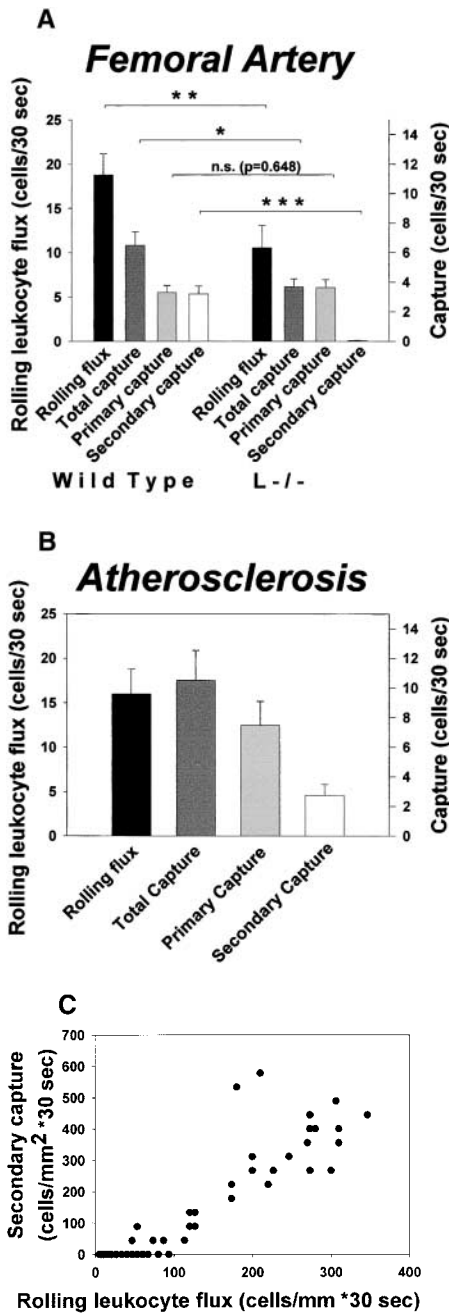 A
Femoral Artery
Rolling leukocyte flux (cells/30 sec)
25
20
15
10
5
0
**
*
n.s. (p=0.648)
***
14
12
10
8
6
4
2
0
Capture (cells/30 sec)
Rolling flux
Total capture
Primary capture
Secondary capture
Rolling flux
Total capture
Primary capture
Secondary capture
Wild Type
L-/-
B
Atherosclerosis
Rolling leukocyte flux (cells/30 sec)
25
20
15
10
5
0
14
12
10
8
6
4
2
0
Capture (cells/30 sec)
Rolling flux
Total Capture
Primary Capture
Secondary Capture
C
Secondary capture
(cells/mm² *30 sec)
700
600
500
400
300
200
100
0
0 100 200 300 400
Rolling leukocyte flux (cells/mm *30 sec)